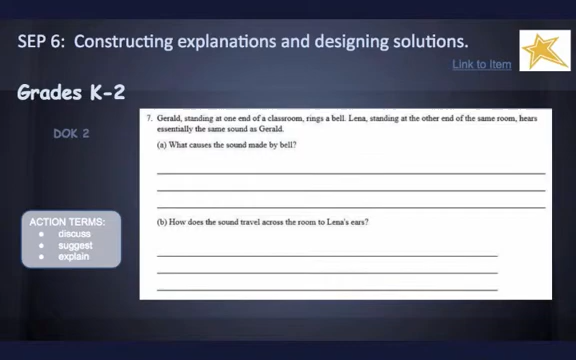 SEP 6:  Constructing explanations and designing solutions.
Link to Item
Grades K-2
DOK 2
7. Gerald, standing at one end of a classroom, rings a bell. Lena, standing at the other end of the same room, hears
essentially the same sound as Gerald.
(a) What causes the sound made by bell?
ACTION TERMS:
● discuss
● suggest
● explain
(b) How does the sound travel across the room to Lena's ears?